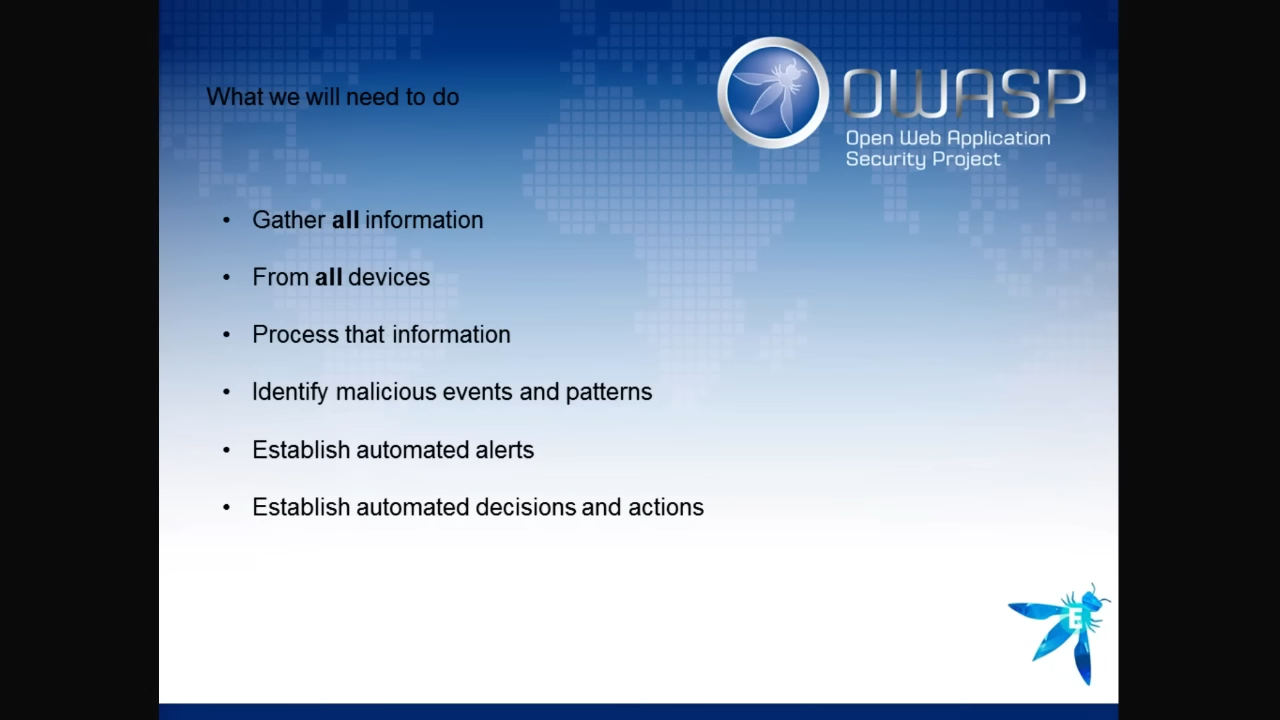 What we will need to do
OWASP
Open Web Application
Security Project
• Gather all information
• From all devices
• Process that information
• Identify malicious events and patterns
• Establish automated alerts
• Establish automated decisions and actions
E